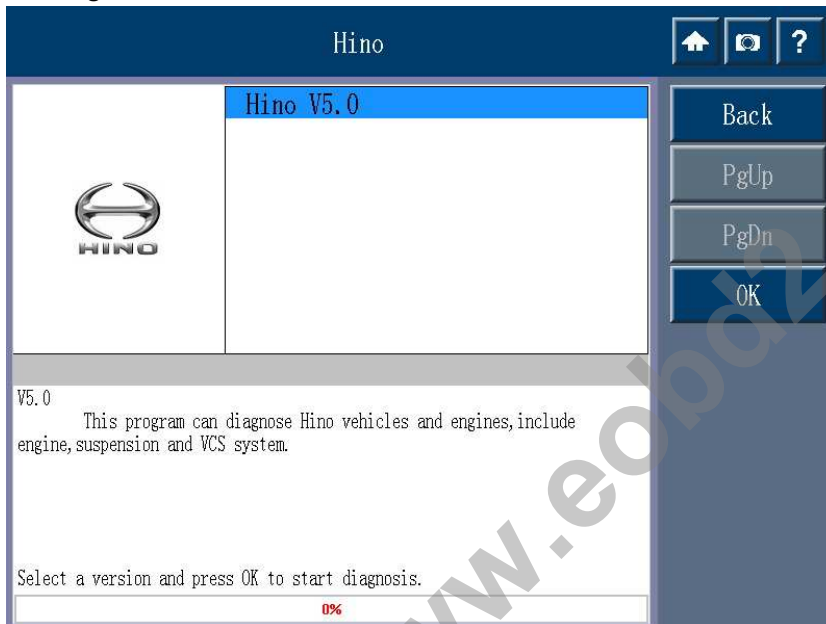 Hino
?
Hino V5.0
Back
PgUp
HINO
PgDn
OK
V5.0
This program can diagnose Hino vehicles and engines,include
engine,suspension and VCS system.
Select a version and press OK to start diagnosis.
0%